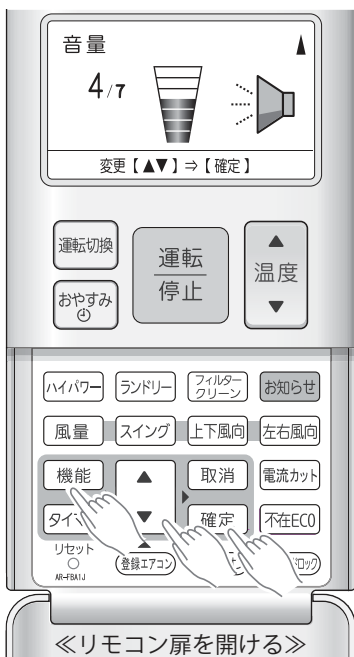 音量
4/7
変更【▲▼】⇒【確定】
運転切換
運転
停止
温度
おやすみ
ハイパワー
ランドリー
フィルター
クリーン
お知らせ
風量
スイング
上下風向
左右風向
機能
取消
電流カット
確定
不在ECO
リセット
登録エアコン
AR-FBA1J
≪リモコン扉を開ける≫